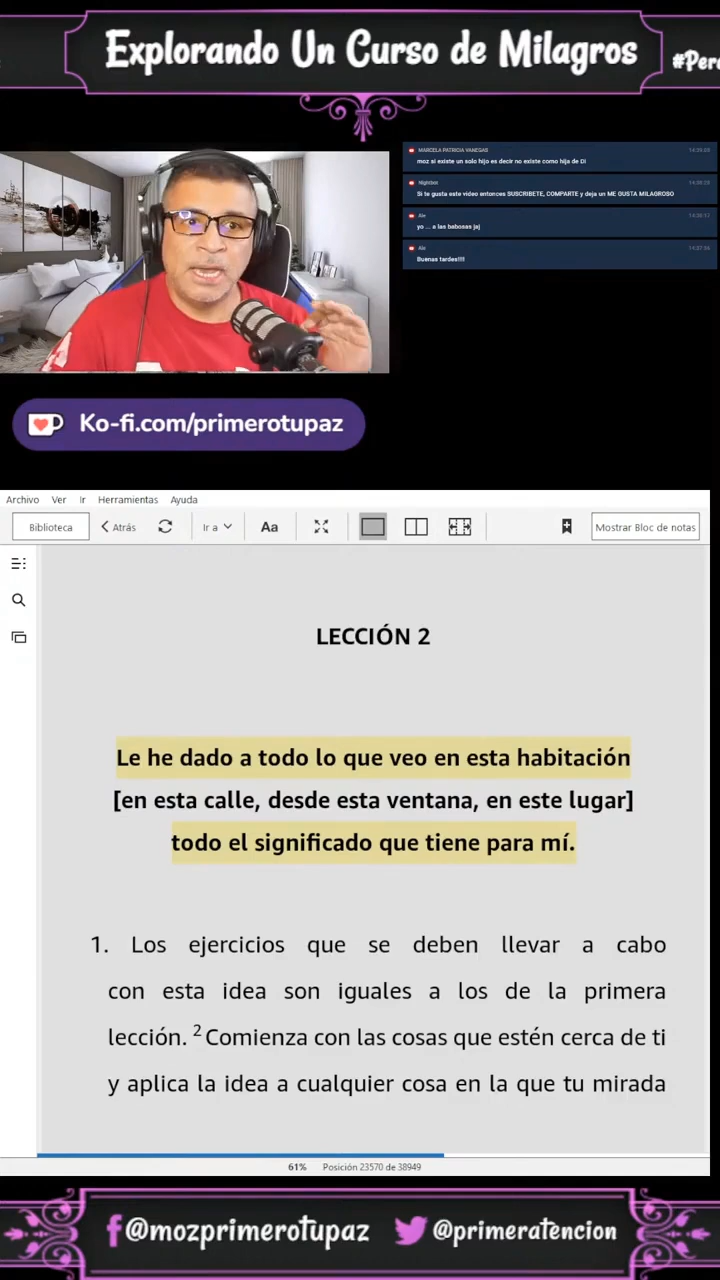 Explorando Un Curso de Milagros
MARCELA PATRICIA VANEGAS
moz si existe un solo hijo es decir no existe como hija de Di
Nightbot
Si te gusta este video entonces SUSCRIBETE, COMPARTE y deja un ME GUSTA MILAGROSO
Ale
yo ... a las babosas jaj
Ale
Buenas tardes!!!!
Ko-fi.com/primerotupaz
Archivo Ver Ir Herramientas Ayuda
Biblioteca Atrás Ir a Aa Mostrar Bloc de notas
LECCIÓN 2
Le he dado a todo lo que veo en esta habitación
[en esta calle, desde esta ventana, en este lugar]
todo el significado que tiene para mí.
1. Los ejercicios que se deben llevar a cabo
con esta idea son iguales a los de la primera
lección. ²Comienza con las cosas que estén cerca de ti
y aplica la idea a cualquier cosa en la que tu mirada
61% Posición 23570 de 38949
@mozprimerotupaz @primeratencion